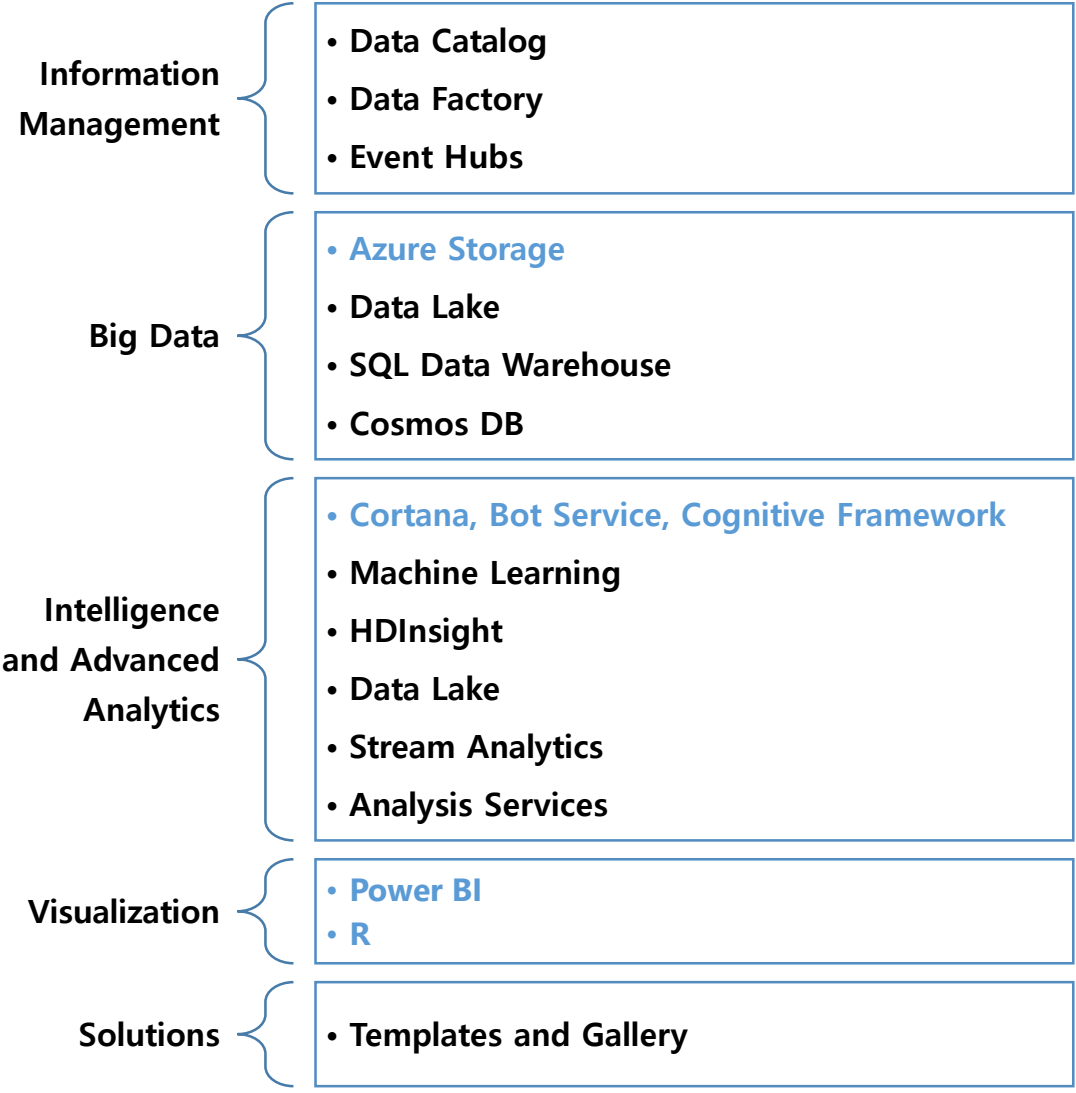 Information
Management
• Data Catalog
• Data Factory
• Event Hubs
Big Data
• Azure Storage
• Data Lake
• SQL Data Warehouse
• Cosmos DB
Intelligence
and Advanced
Analytics
• Cortana, Bot Service, Cognitive Framework
• Machine Learning
• HDInsight
• Data Lake
• Stream Analytics
• Analysis Services
Visualization
• Power BI
• R
Solutions
• Templates and Gallery